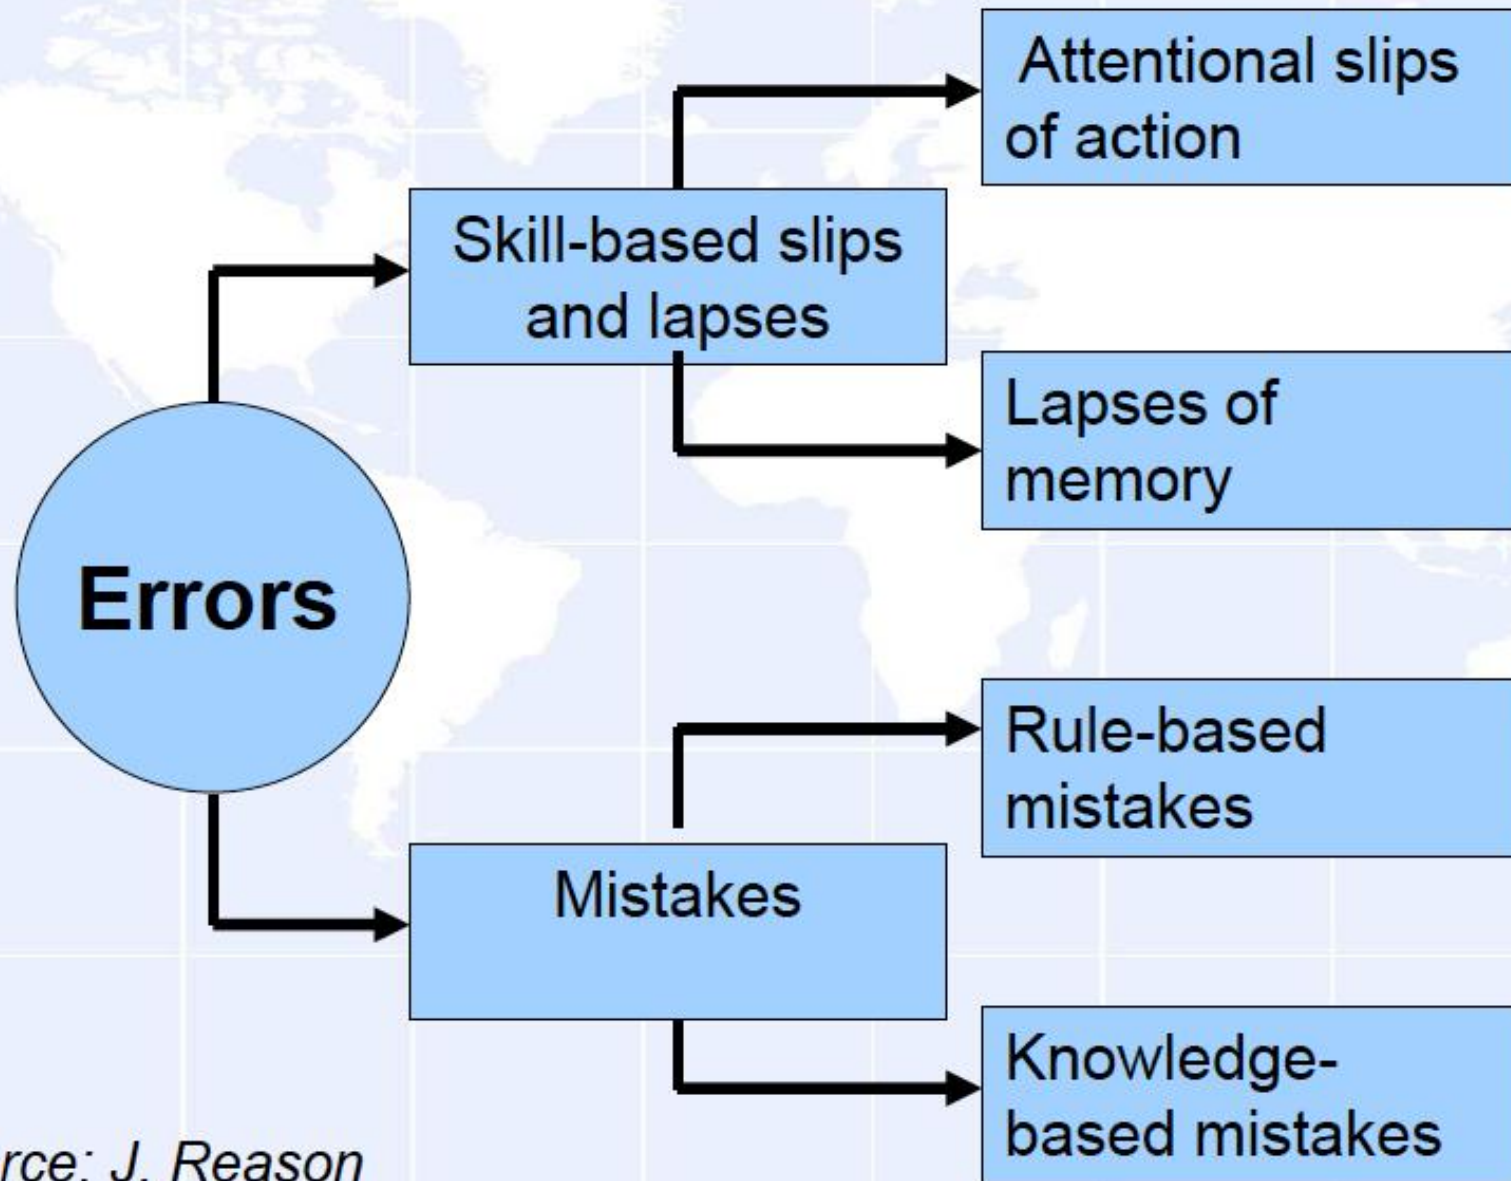 Attentional slips
of action
Skill-based slips
and lapses
Lapses of
memory
Errors
Rule-based
mistakes
Mistakes
Knowledge-
based mistakes
rce: J. Reason